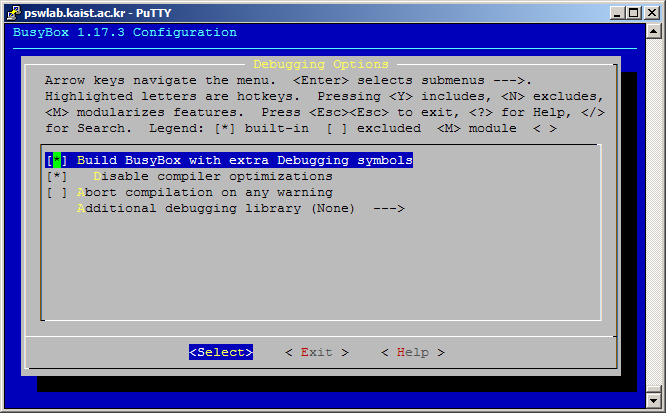 pswlab.kaist.ac.kr - PuTTY
BusyBox 1.17.3 Configuration
Debugging Options
Arrow keys navigate the menu.  <Enter> selects submenus --->.
Highlighted letters are hotkeys.  Pressing <Y> includes, <N> excludes,
<M> modularizes features.  Press <Esc><Esc> to exit, <?> for Help, </>
for Search.  Legend: [*] built-in  [ ] excluded  <M> module  < >
[*] Build BusyBox with extra Debugging symbols
[*]   Disable compiler optimizations
[ ] Abort compilation on any warning
Additional debugging library (None)  --->
<Select>    < Exit >    < Help >